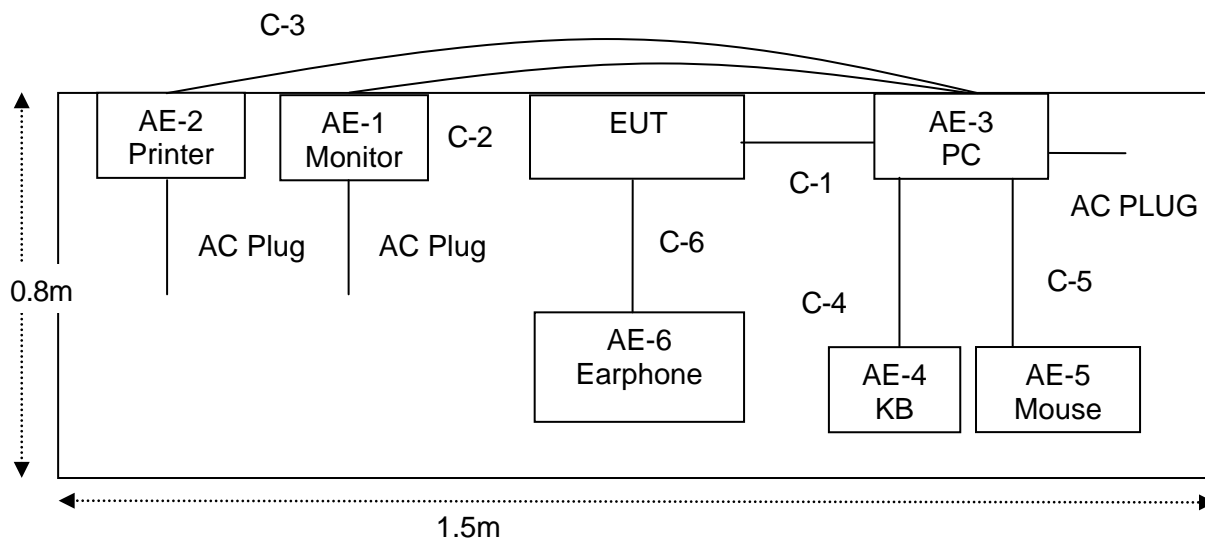 C-3
AE-2
Printer
AE-1
Monitor
C-2
EUT
C-1
AE-3
PC
AC PLUG
AC Plug
AC Plug
C-6
C-4
C-5
0.8m
AE-6
Earphone
AE-4
KB
AE-5
Mouse
1.5m